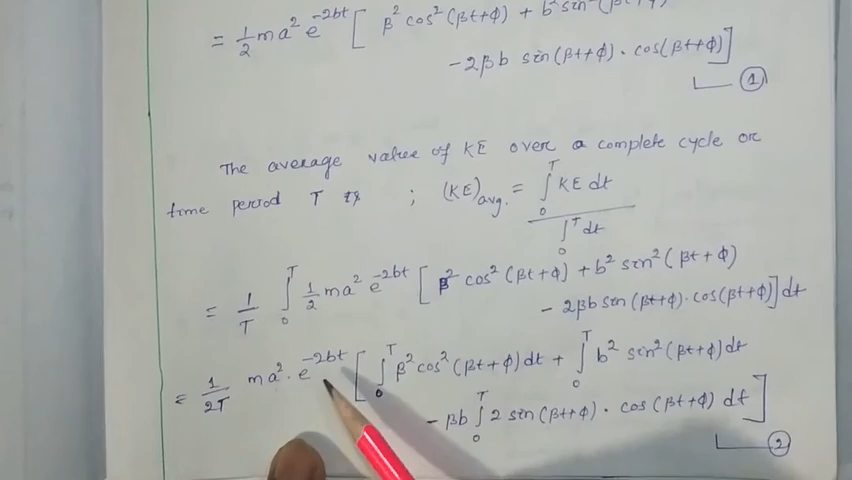 = 1/2 ma² e^-2bt [ β² cos² (βt+ϕ) + b² sin² (βt+ϕ)
- 2βb sin (βt+ϕ) · cos(βt+ϕ)]
①
The average value of KE over a complete cycle or
time period T is ; (KE)avg. = ∫₀ᵀ KE dt / ∫₀ᵀ dt
= 1/T ∫₀ᵀ 1/2 ma² e^-2bt [ β² cos² (βt+ϕ) + b² sin² (βt+ϕ)
- 2βb sin (βt+ϕ) · cos(βt+ϕ)] dt
= 1/2T ma² · e^-2bt [ ∫₀ᵀ β² cos² (βt+ϕ) dt + ∫₀ᵀ b² sin² (βt+ϕ) dt
- βb ∫₀ᵀ 2 sin (βt+ϕ) · cos (βt+ϕ) dt ]
②